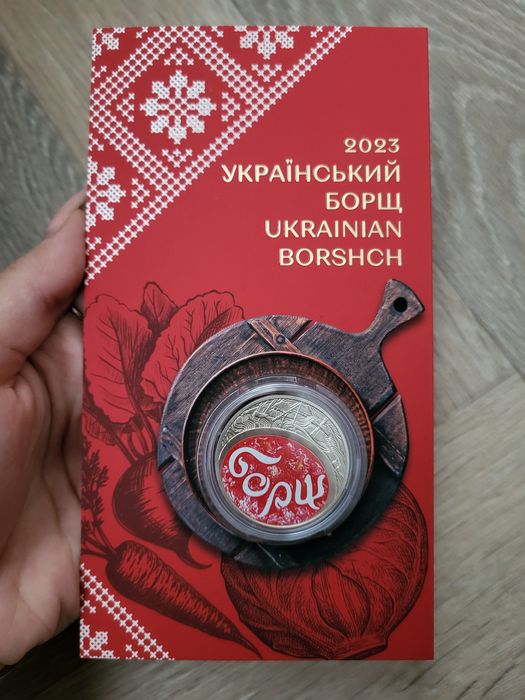 2023
УКРАЇНСЬКИЙ
БОРЩ
UKRAINIAN
BORSHCH
Борщ